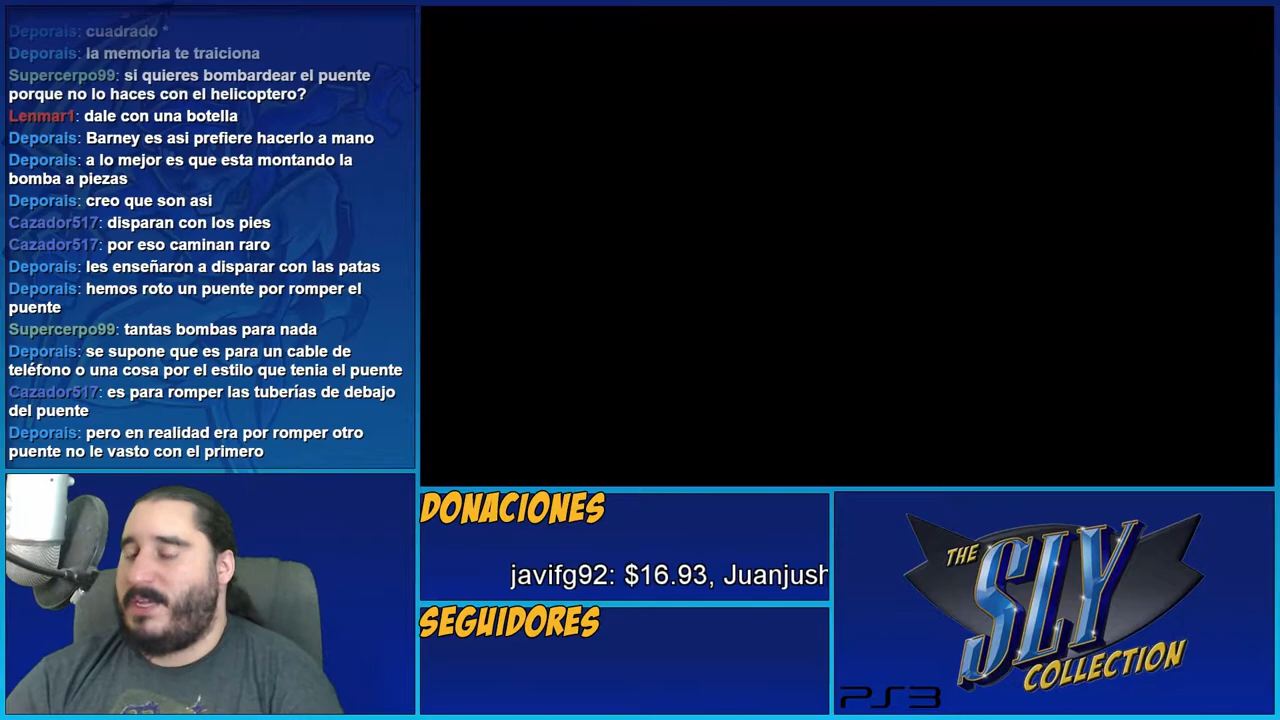 Deporais: cuadrado *
Deporais: la memoria te traiciona
Supercerpo99: si quieres bombardear el puente
porque no lo haces con el helicoptero?
Lenmar1: dale con una botella
Deporais: Barney es asi prefiere hacerlo a mano
Deporais: a lo mejor es que esta montando la
bomba a piezas
Deporais: creo que son asi
Cazador517: disparan con los pies
Cazador517: por eso caminan raro
Deporais: les enseñaron a disparar con las patas
Deporais: hemos roto un puente por romper el
puente
Supercerpo99: tantas bombas para nada
Deporais: se supone que es para un cable de
teléfono o una cosa por el estilo que tenia el puente
Cazador517: es para romper las tuberías de debajo
del puente
Deporais: pero en realidad era por romper otro
puente no le vasto con el primero
DONACIONES
javifg92: $16.93, Juanjush
SEGUIDORES
THE
SLY
COLLECTION
PS3